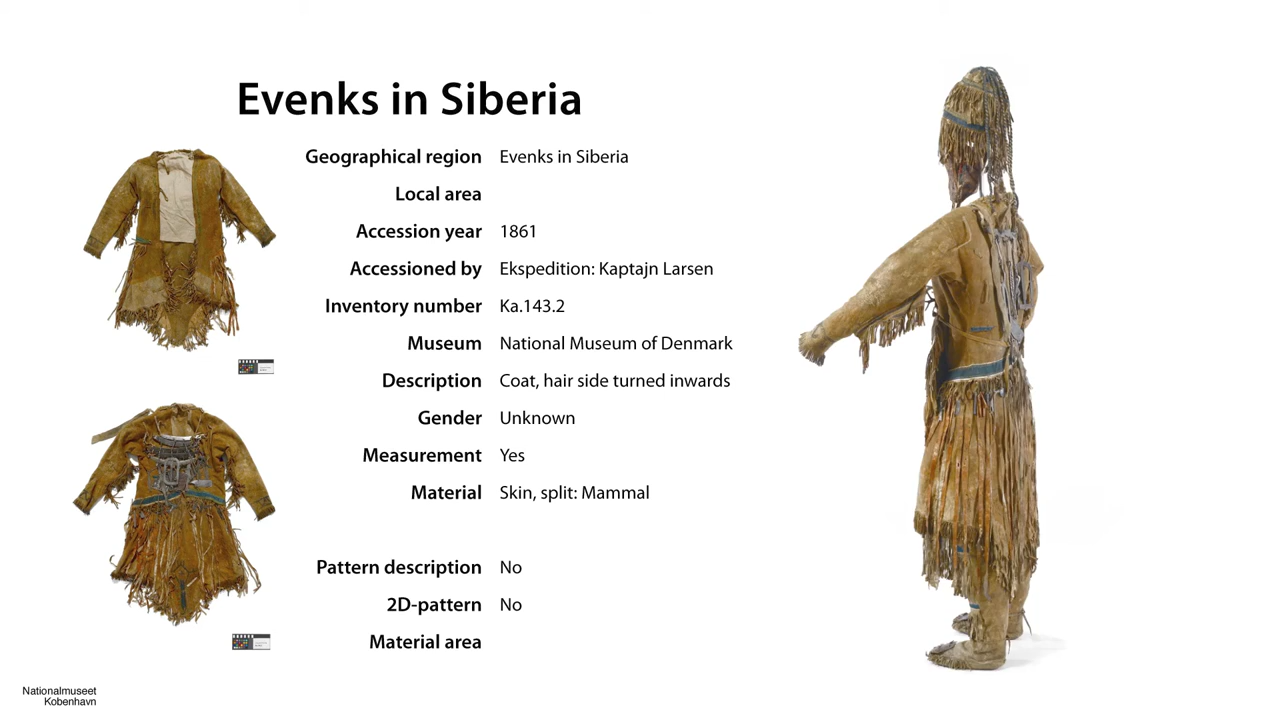 Evenks in Siberia
Geographical region Evenks in Siberia
Local area
Accession year 1861
Accessioned by Ekspedition: Kaptajn Larsen
Inventory number Ka.143.2
Museum National Museum of Denmark
Description Coat, hair side turned inwards
Gender Unknown
Measurement Yes
Material Skin, split: Mammal
Pattern description No
2D-pattern No
Material area
Nationalmuseet
Kobenhavn